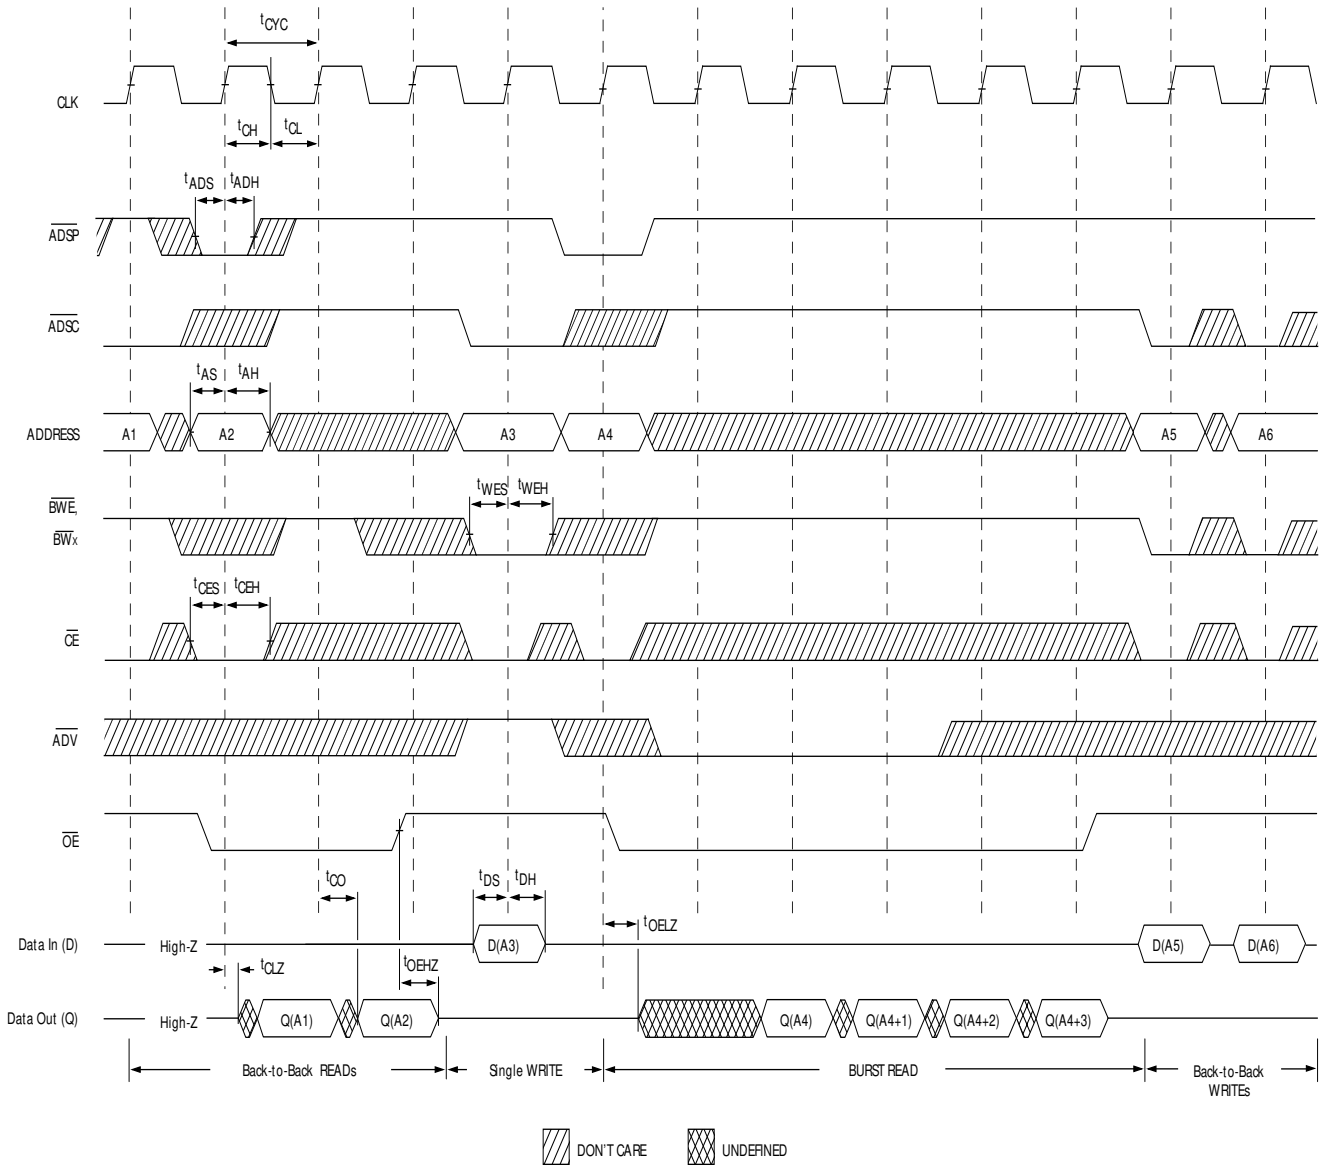 tCYC
CLK
tCH
tCL
tADS
tADH
ADSP
ADSC
tAS
tAH
ADDRESS
A1
A2
A3
A4
A5
A6
tWES
tWEH
BWE,
BWx
tCES
tCEH
CE
ADV
OE
tCO
tDS
tDH
tOELZ
Data In (D)
High-Z
D(A3)
D(A5)
D(A6)
tCLZ
tOEHZ
Data Out (Q)
High-Z
Q(A1)
Q(A2)
Q(A4)
Q(A4+1)
Q(A4+2)
Q(A4+3)
Back-to-Back READs
Single WRITE
BURST READ
Back-to-Back
WRITEs
DON'T CARE
UNDEFINED